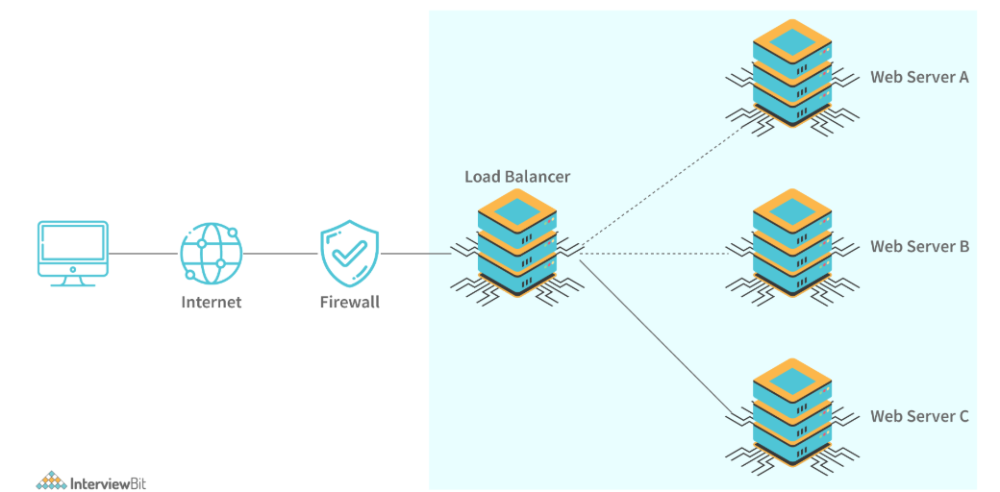 Web Server A
Load Balancer
Web Server B
Internet
Firewall
Web Server C
InterviewBit